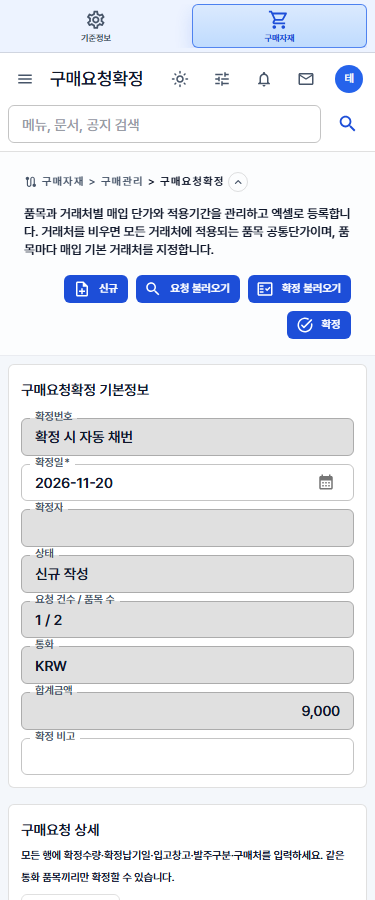 기준정보
구매자재
구매요청확정
테
메뉴, 문서, 공지 검색
구매자재 > 구매관리 > 구매요청확정
품목과 거래처별 매입 단가와 적용기간을 관리하고 엑셀로 등록합니
다. 거래처를 비우면 모든 거래처에 적용되는 품목 공통단가이며, 품
목마다 매입 기본 거래처를 지정합니다.
신규
요청 불러오기
확정 불러오기
확정
구매요청확정 기본정보
확정번호
확정 시 자동 채번
확정일*
2026-11-20
확정자
상태
신규 작성
요청 건수 / 품목 수
1 / 2
통화
KRW
합계금액
9,000
확정 비고
구매요청 상세
모든 행에 확정수량·확정납기일·입고창고·발주구분·구매처를 입력하세요. 같은
통화 품목끼리만 확정할 수 있습니다.